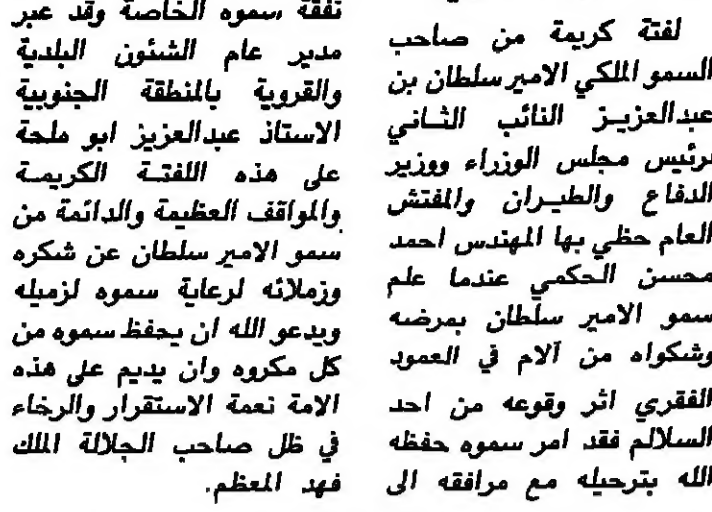 لفتة كريمة من صاحب
السمو الملكي الامير سلطان بن
عبدالعزيز النائب الثاني
لرئيس مجلس الوزراء ووزير
الدفاع والطيران والمفتش
العام حظي بها المهندس احمد
محسن الحكمي عندما علم
سمو الامير سلطان بمرضه
وشكواه من آلام في العمود
الفقري اثر وقوعه من احد
السلالم فقد امر سموه حفظه
الله بترحيله مع مرافقه الى
نفقة سموه الخاصة وقد عبر
مدير عام الشئون البلدية
والقروية بالمنطقة الجنوبية
الاستاذ عبدالعزيز ابو ملحة
على هذه اللفتة الكريمة
والمواقف العظيمة والدائمة من
سمو الامير سلطان عن شكره
وزملائه لرعاية سموه لزميله
ويدعو الله ان يحفظ سموه من
كل مكروه وان يديم على هذه
الامة نعمة الاستقرار والرخاء
في ظل صاحب الجلالة الملك
فهد المعظم.